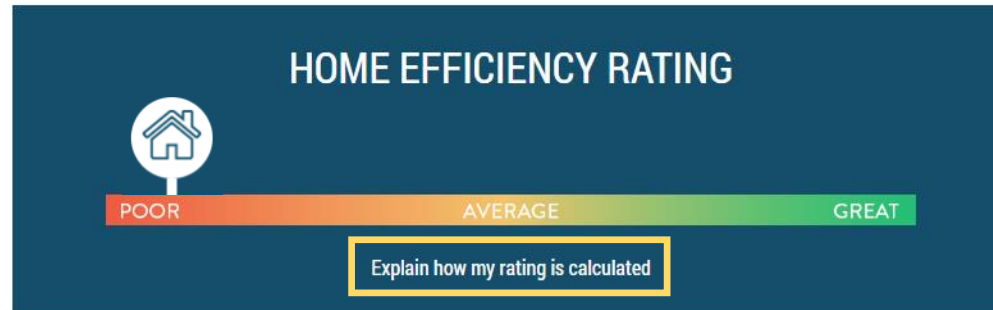 HOME EFFICIENCY RATING
POOR AVERAGE GREAT
Explain how my rating is calculated